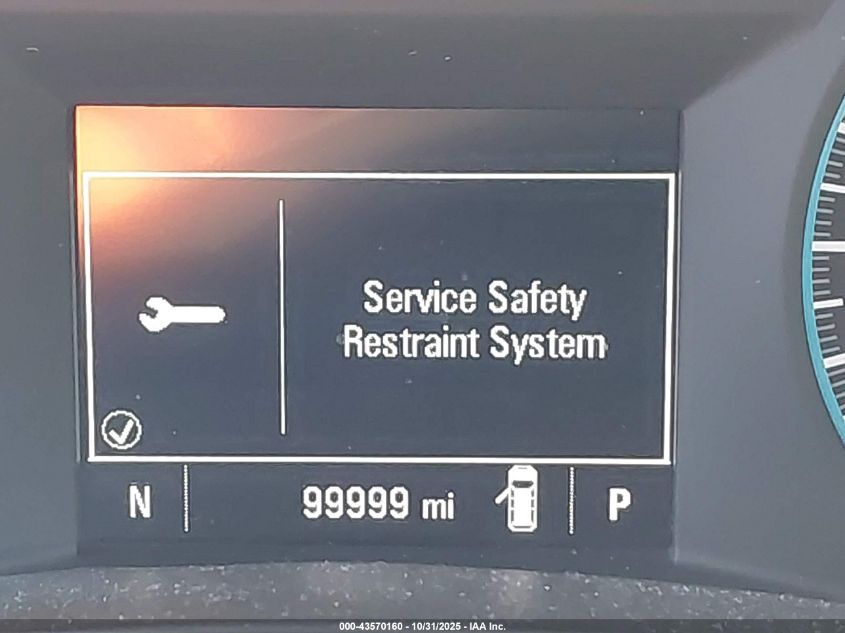 Service Safety
Restraint System
N 99999 mi P
000-43570160 - 10/31/2025 - IAA Inc.